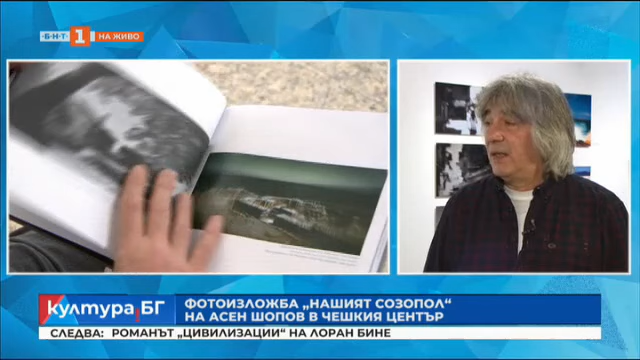 БНТ 1 НА ЖИВО
КУЛТУРА.БГ
ФОТОИЗЛОЖБА „НАШИЯТ СОЗОПОЛ“
НА АСЕН ШОПОВ В ЧЕШКИЯ ЦЕНТЪР
СЛЕДВА: РОМАНЪТ „ЦИВИЛИЗАЦИИ“ НА ЛОРАН БИНЕ